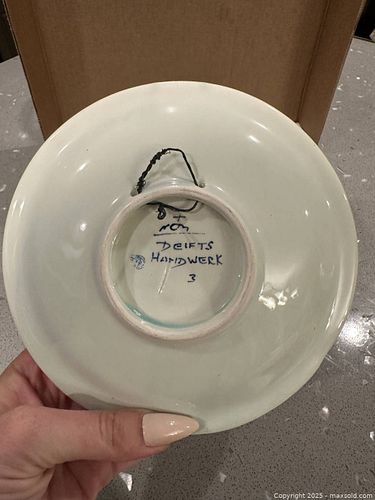 DELFTS
HANDWERK
3
Copyright 2025 - maxsold.com